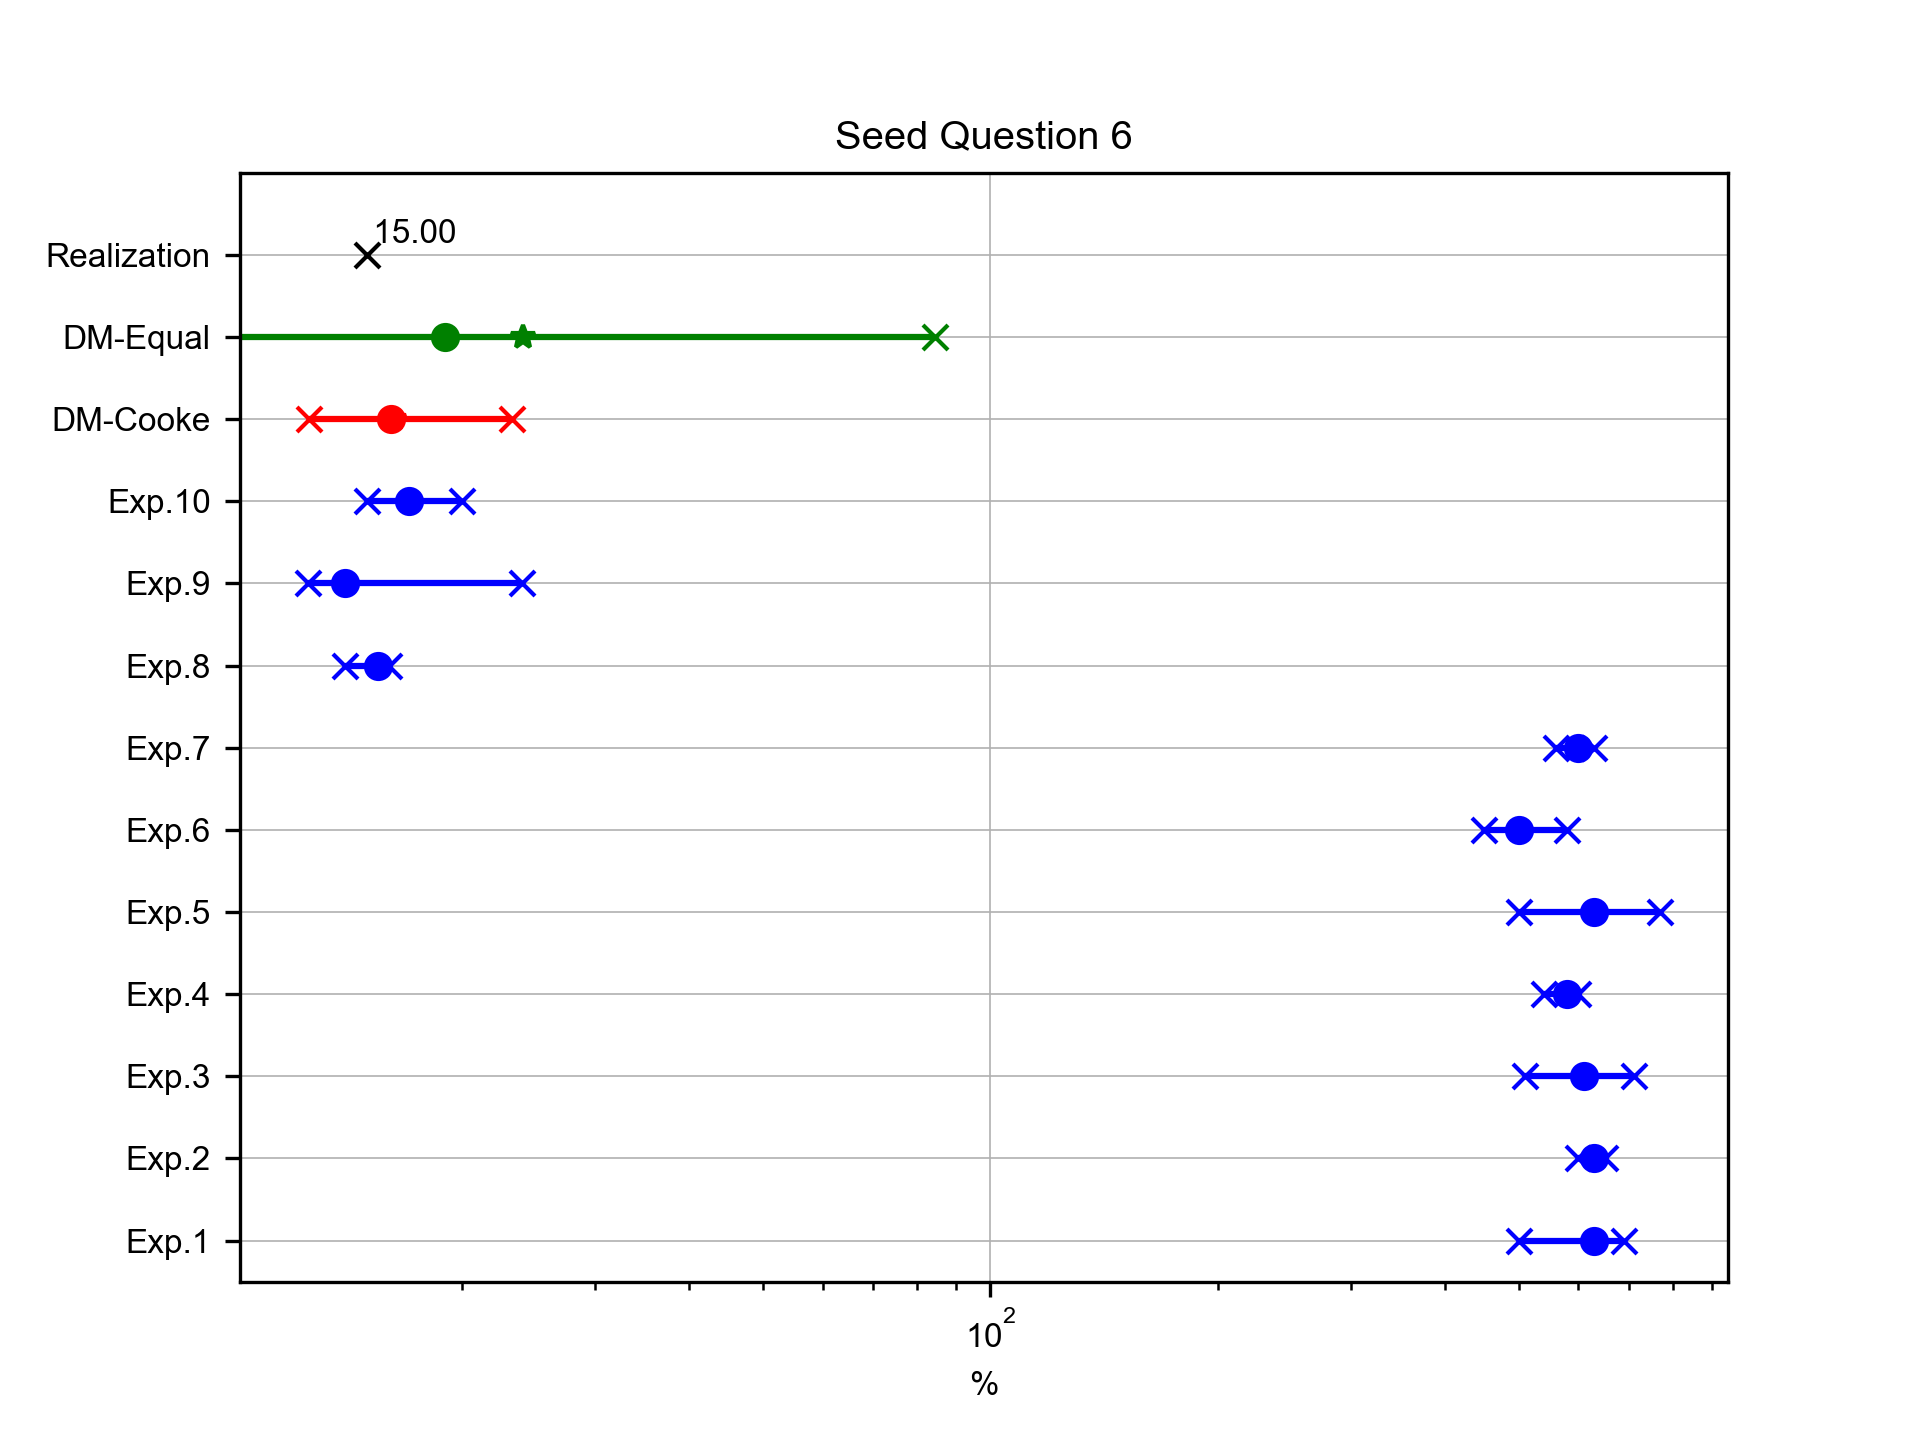 Seed Question 6
15.00
Realization
DM-Equal
DM-Cooke
Exp.10
Exp.9
Exp.8
Exp.7
Exp.6
Exp.5
Exp.4
Exp.3
Exp.2
Exp.1
10²
%